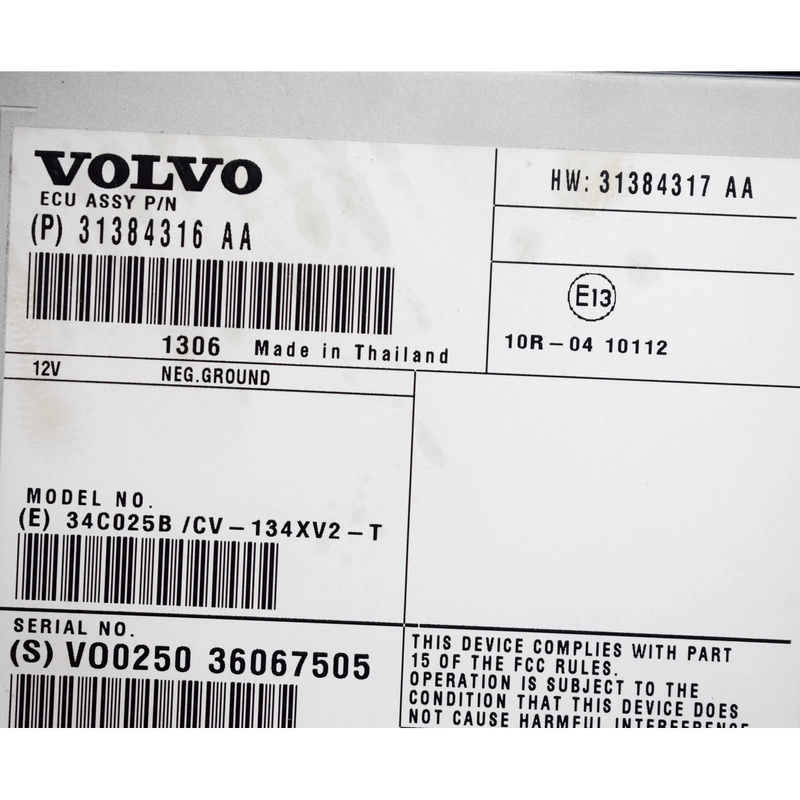 VOLVO
ECU ASSY P/N
(P) 31384316 AA
1306 Made in Thailand
HW: 31384317 AA
E13
10R-04 10112
12V NEG.GROUND
MODEL NO.
(E) 34C025B /CV-134XV2-T
SERIAL NO.
(S) VO0250 36067505
THIS DEVICE COMPLIES WITH PART
15 OF THE FCC RULES.
OPERATION IS SUBJECT TO THE
CONDITION THAT THIS DEVICE DOES
NOT CAUSE HARMFUL INTERFERENCE